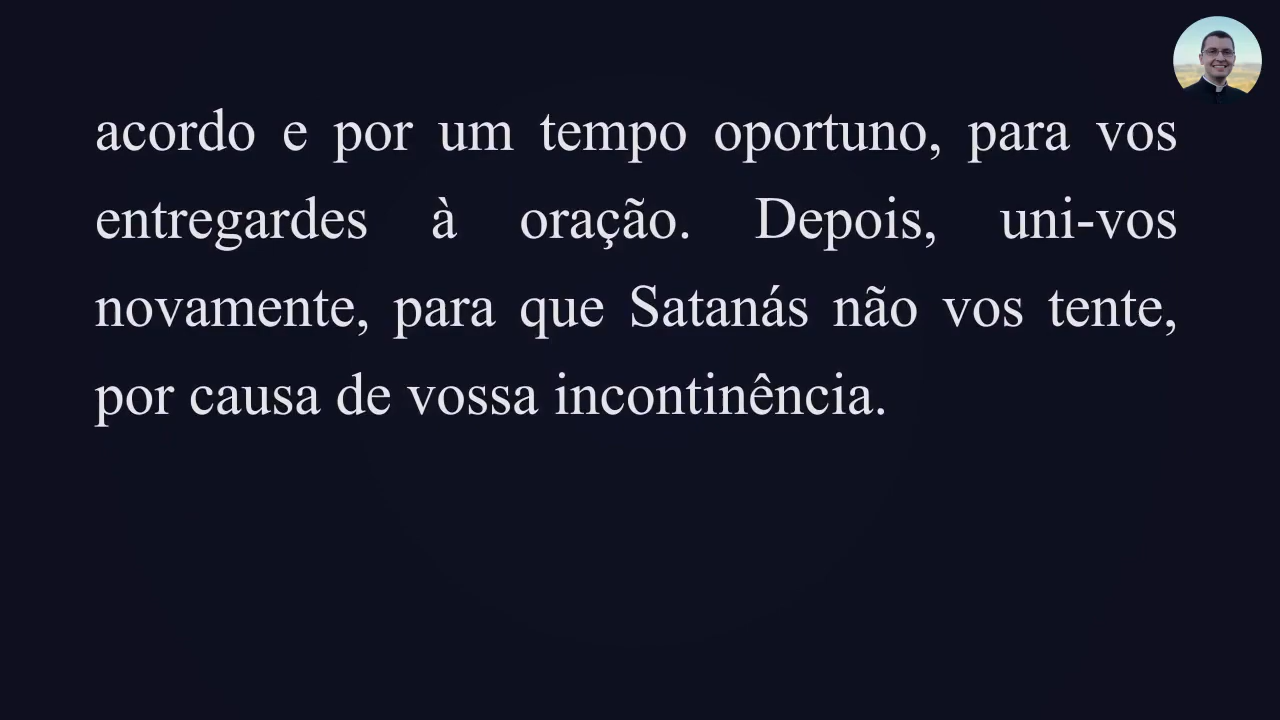 acordo e por um tempo oportuno, para vos
entregardes à oração. Depois, uni-vos
novamente, para que Satanás não vos tente,
por causa de vossa incontinência.